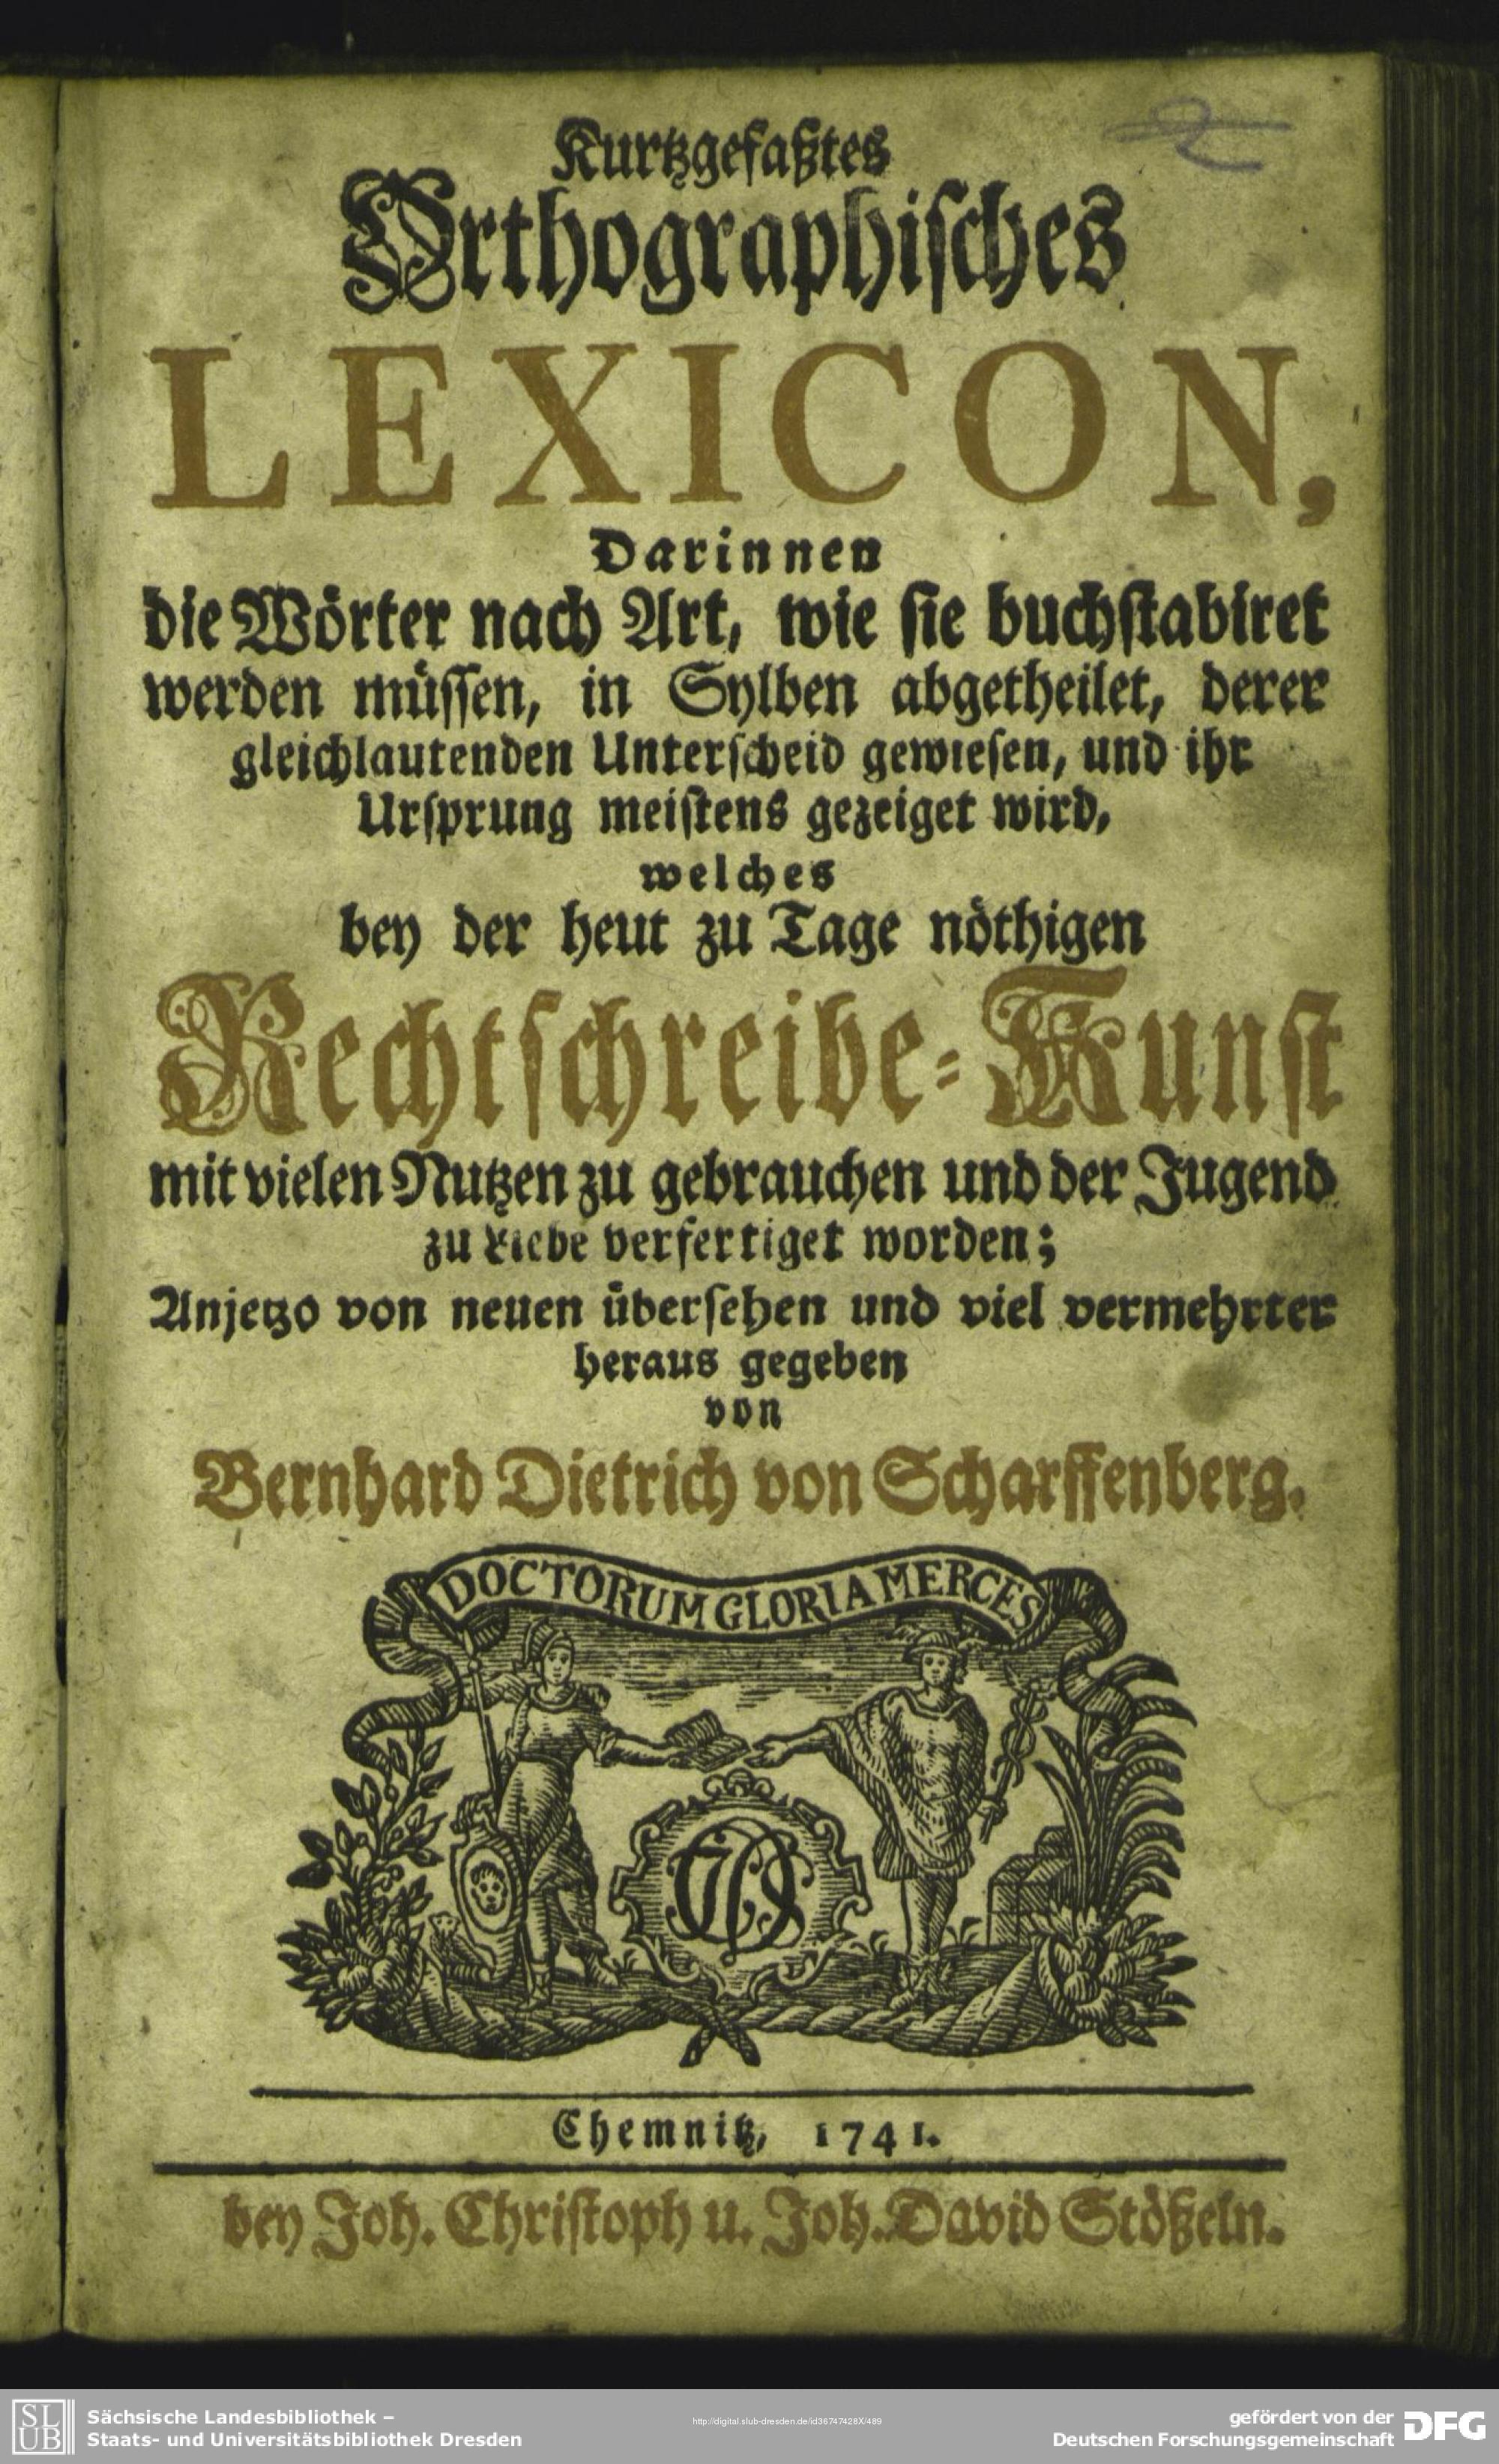 Kurtzgefaßtes
Orthographisches
LEXICON,
Darinnen
die Wörter nach Art, wie sie buchstabiret
werden müssen, in Sylben abgetheilet, derer
gleichlautenden Unterscheid gewiesen, und ihr
Ursprung meistens gezeiget wird,
welches
bey der heut zu Tage nöthigen
Rechtschreibe-Kunst
mit vielen Nutzen zu gebrauchen und der Jugend
zu Liebe verfertiget worden;
Anjetzo von neuen übersehen und viel vermehrter
heraus gegeben
von
Bernhard Dietrich von Scharffenberg.
DOCTORUM GLORIA MERCES
Chemnitz, 1741.
bey Joh. Christoph u. Joh. David Stößeln.
SLUB
Sächsische Landesbibliothek –
Staats- und Universitätsbibliothek Dresden
http://digital.slub-dresden.de/id36747428X/489
gefördert von der
Deutschen Forschungsgemeinschaft
DFG